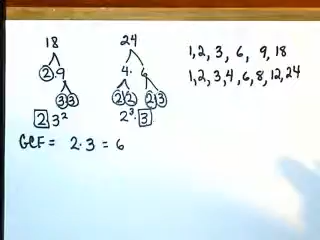 18
2 · 9
3 3
2 · 3²
24
4 · 6
2 2 2 3
2³ · 3
1, 2, 3, 6, 9, 18
1, 2, 3, 4, 6, 8, 12, 24
GCF = 2 · 3 = 6